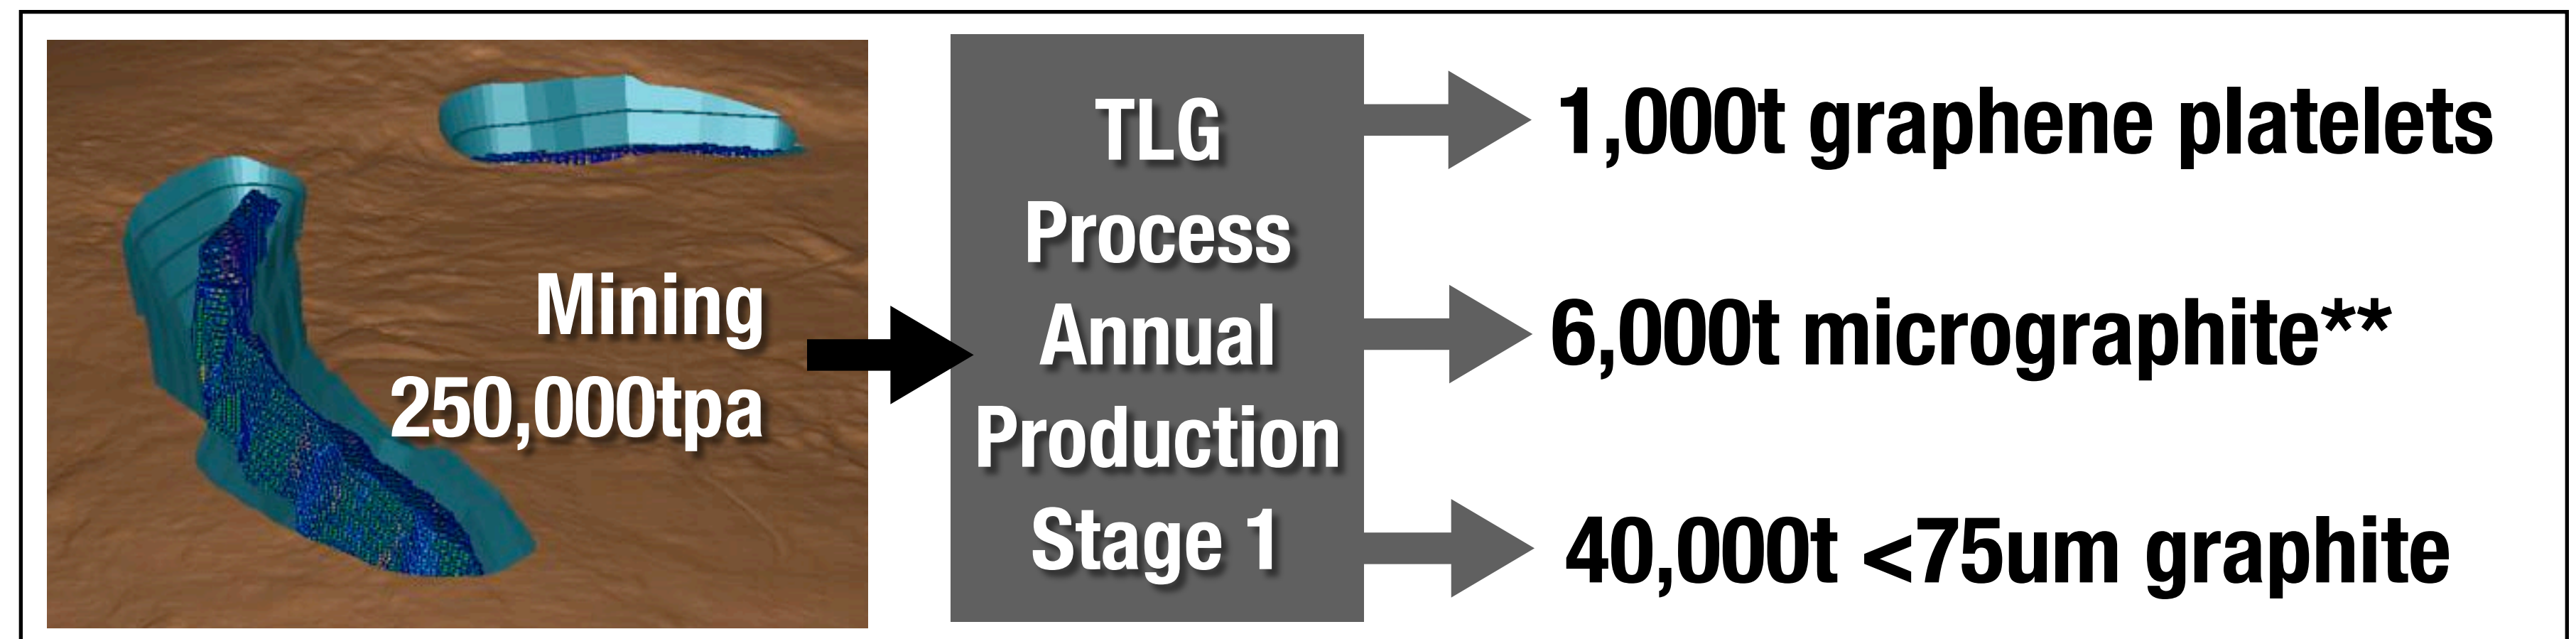 Mining
250,000tpa
TLG
Process
Annual
Production
Stage 1
1,000t graphene platelets
6,000t micrographite**
40,000t <75um graphite